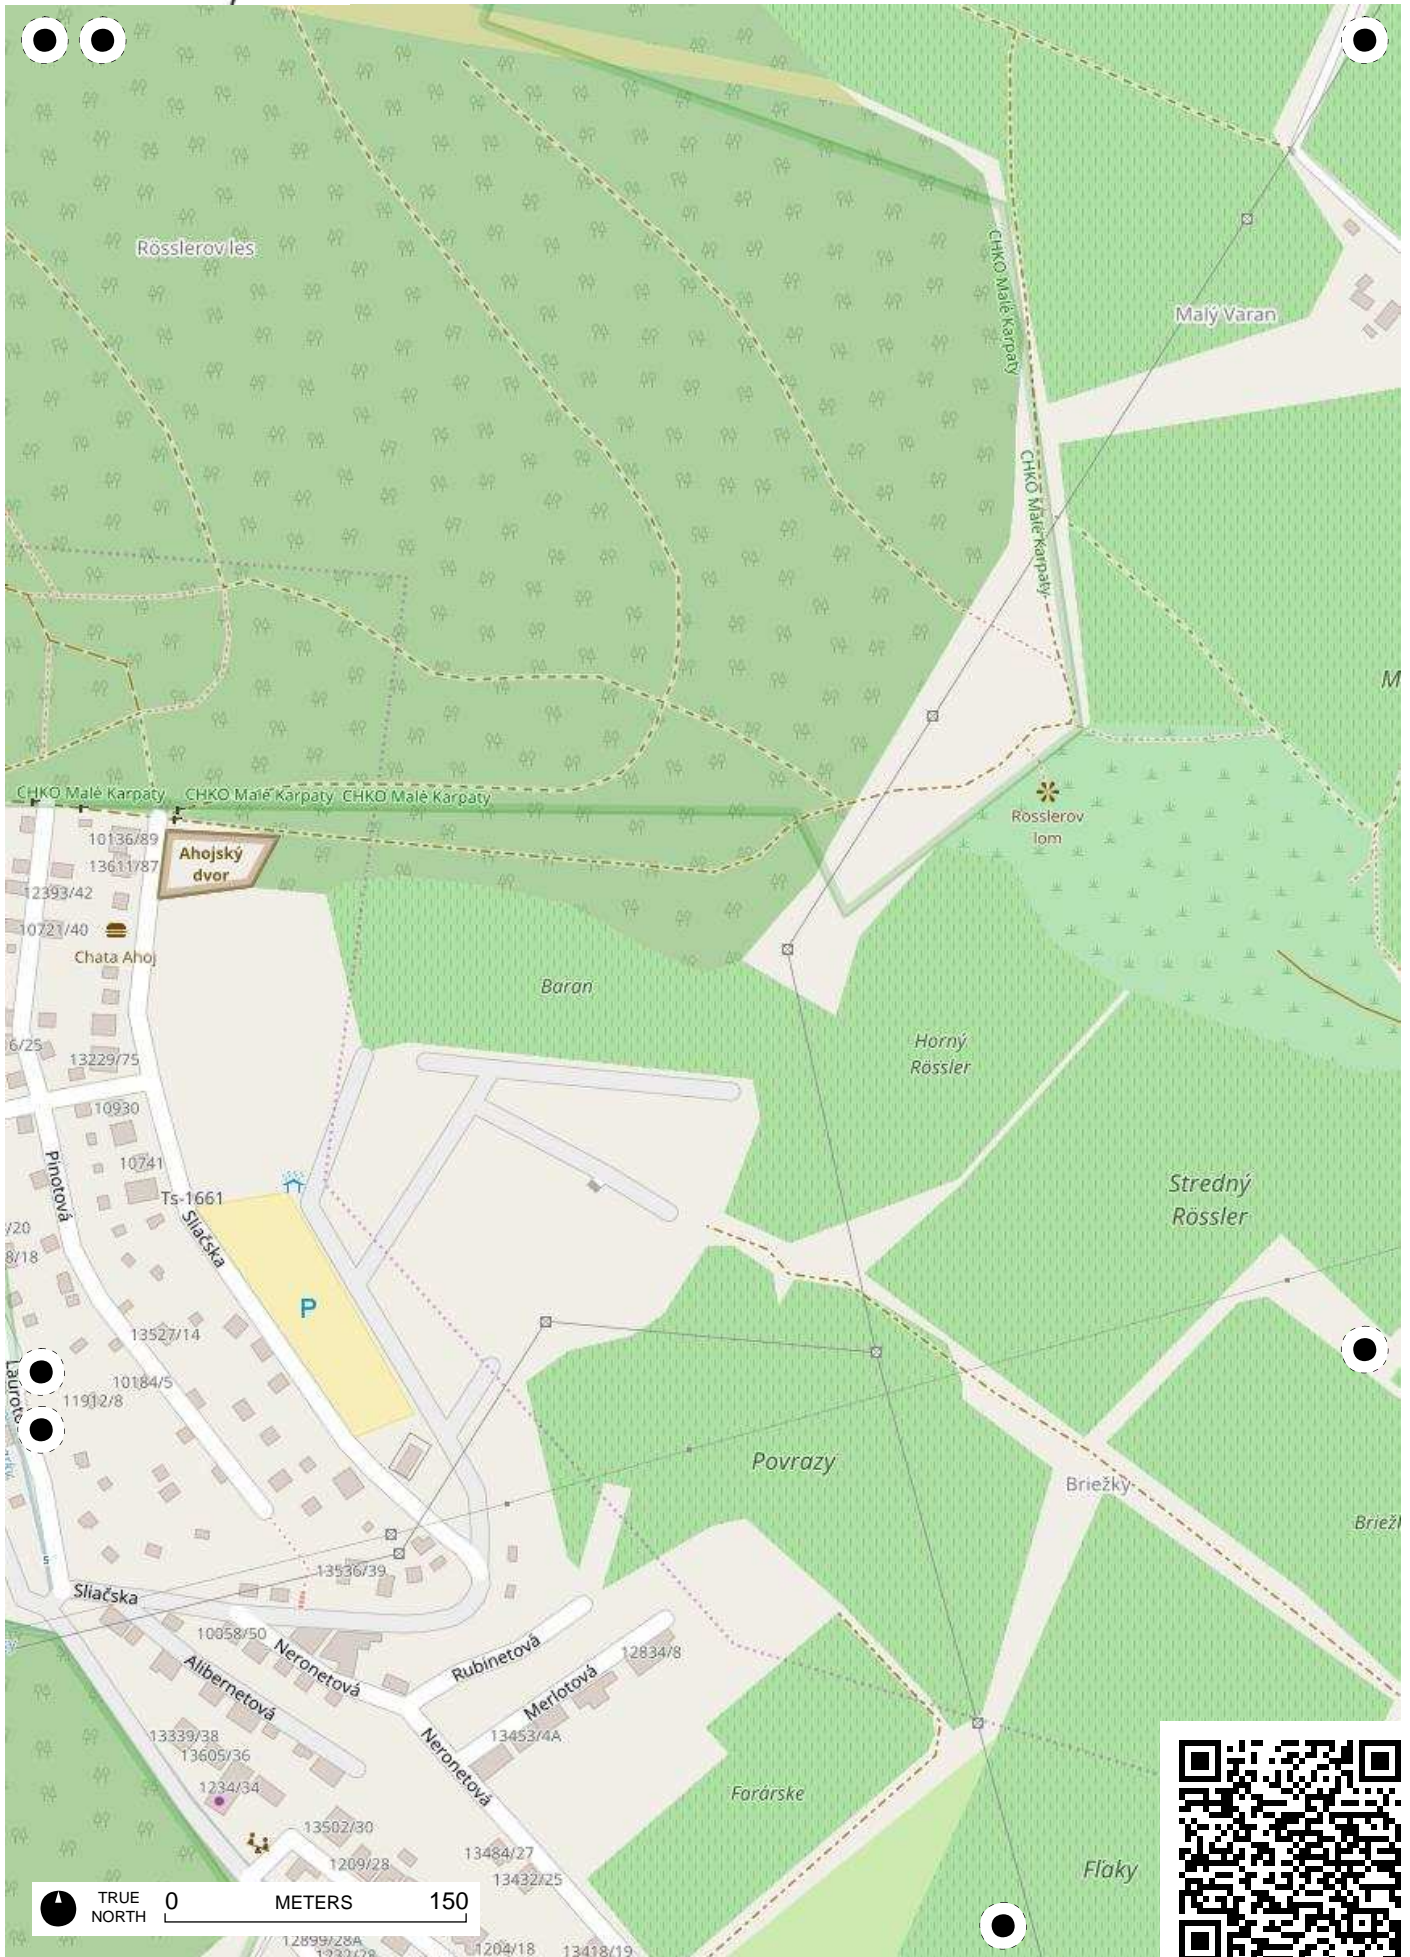 Rösslerov les
CHKO Malé Karpaty
Malý Varan
CHKO Malé Karpaty
CHKO Malé Karpaty
CHKO Malé Karpaty
CHKO Malé Karpaty
Rösslerov
lom
10136/89
13611/87
Ahojský
dvor
12393/42
10721/40
Chata Ahoj
Baran
Horný
Rössler
6/25
13229/75
10930
10741
Pinotová
Ts-1661
Sliačska
Stredný
Rössler
/20
8/18
P
13527/14
10184/5
11912/8
Povrazy
Briežky
13536/39
Sliačska
10058/50
Neronetová
Alibernetová
Rubinetová
Merlotová
12834/8
13453/4A
Neronetová
13339/38
13605/36
1234/34
Forárske
13502/30
1209/28
13484/27
13432/25
Fľaky
TRUE
NORTH
0 METERS 150
12899/28A
1204/18
13418/19